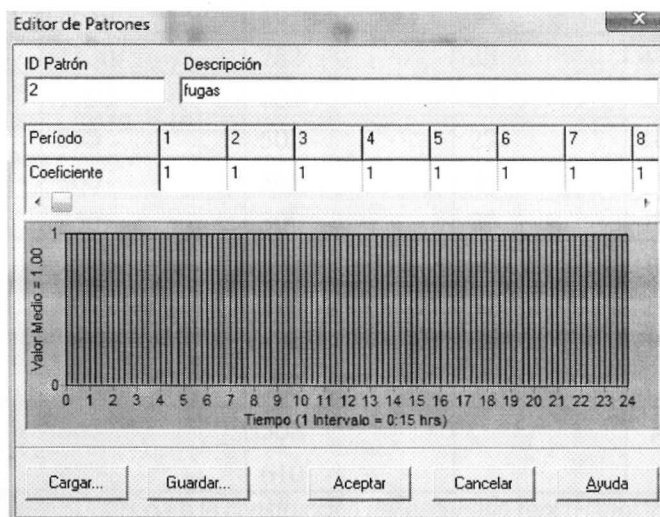 Editor de Patrones
ID Patrón Descripción
2 fugas
Período 1 2 3 4 5 6 7 8
Coeficiente 1 1 1 1 1 1 1 1
Valor Medio = 1.00
1
0
0 1 2 3 4 5 6 7 8 9 10 11 12 13 14 15 16 17 18 19 20 21 22 23 24
Tiempo (1 Intervalo = 0:15 hrs)
Cargar... Guardar... Aceptar Cancelar Ayuda